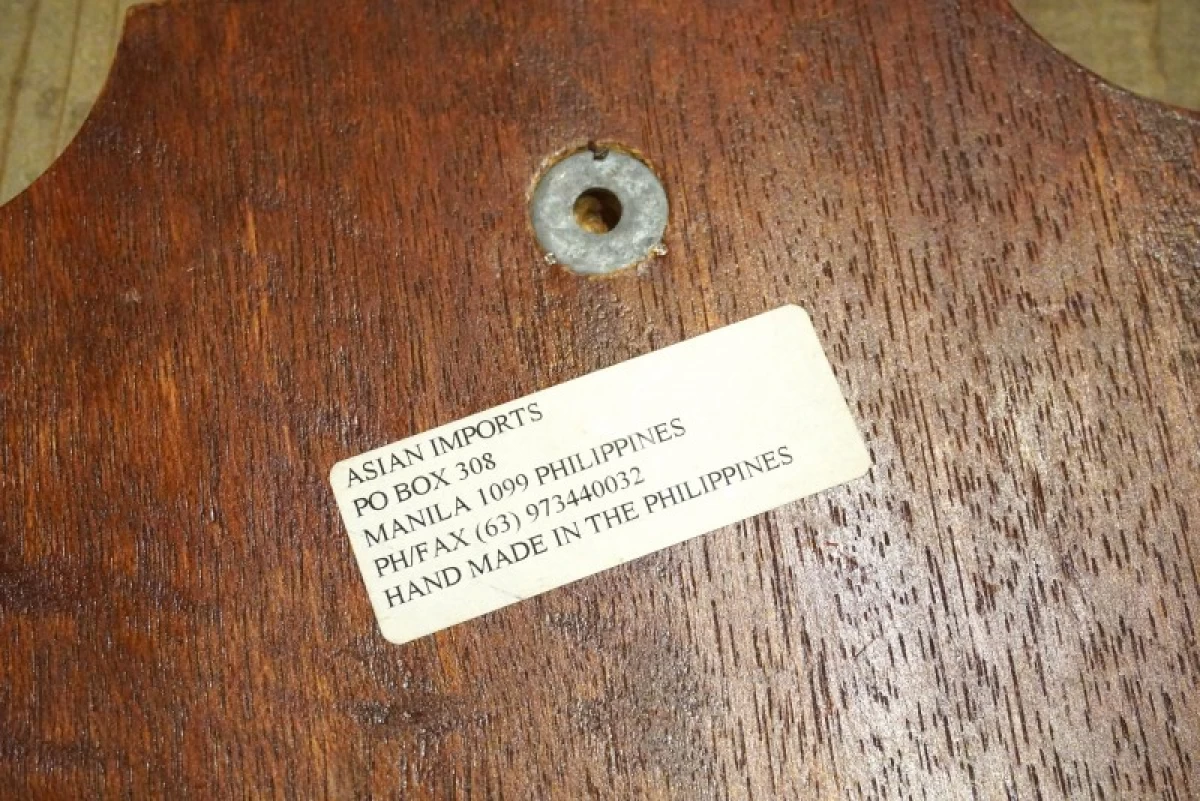 ASIAN IMPORTS
PO BOX 308
MANILA 1099 PHILIPPINES
PH/FAX (63) 973440032
HAND MADE IN THE PHILIPPINES